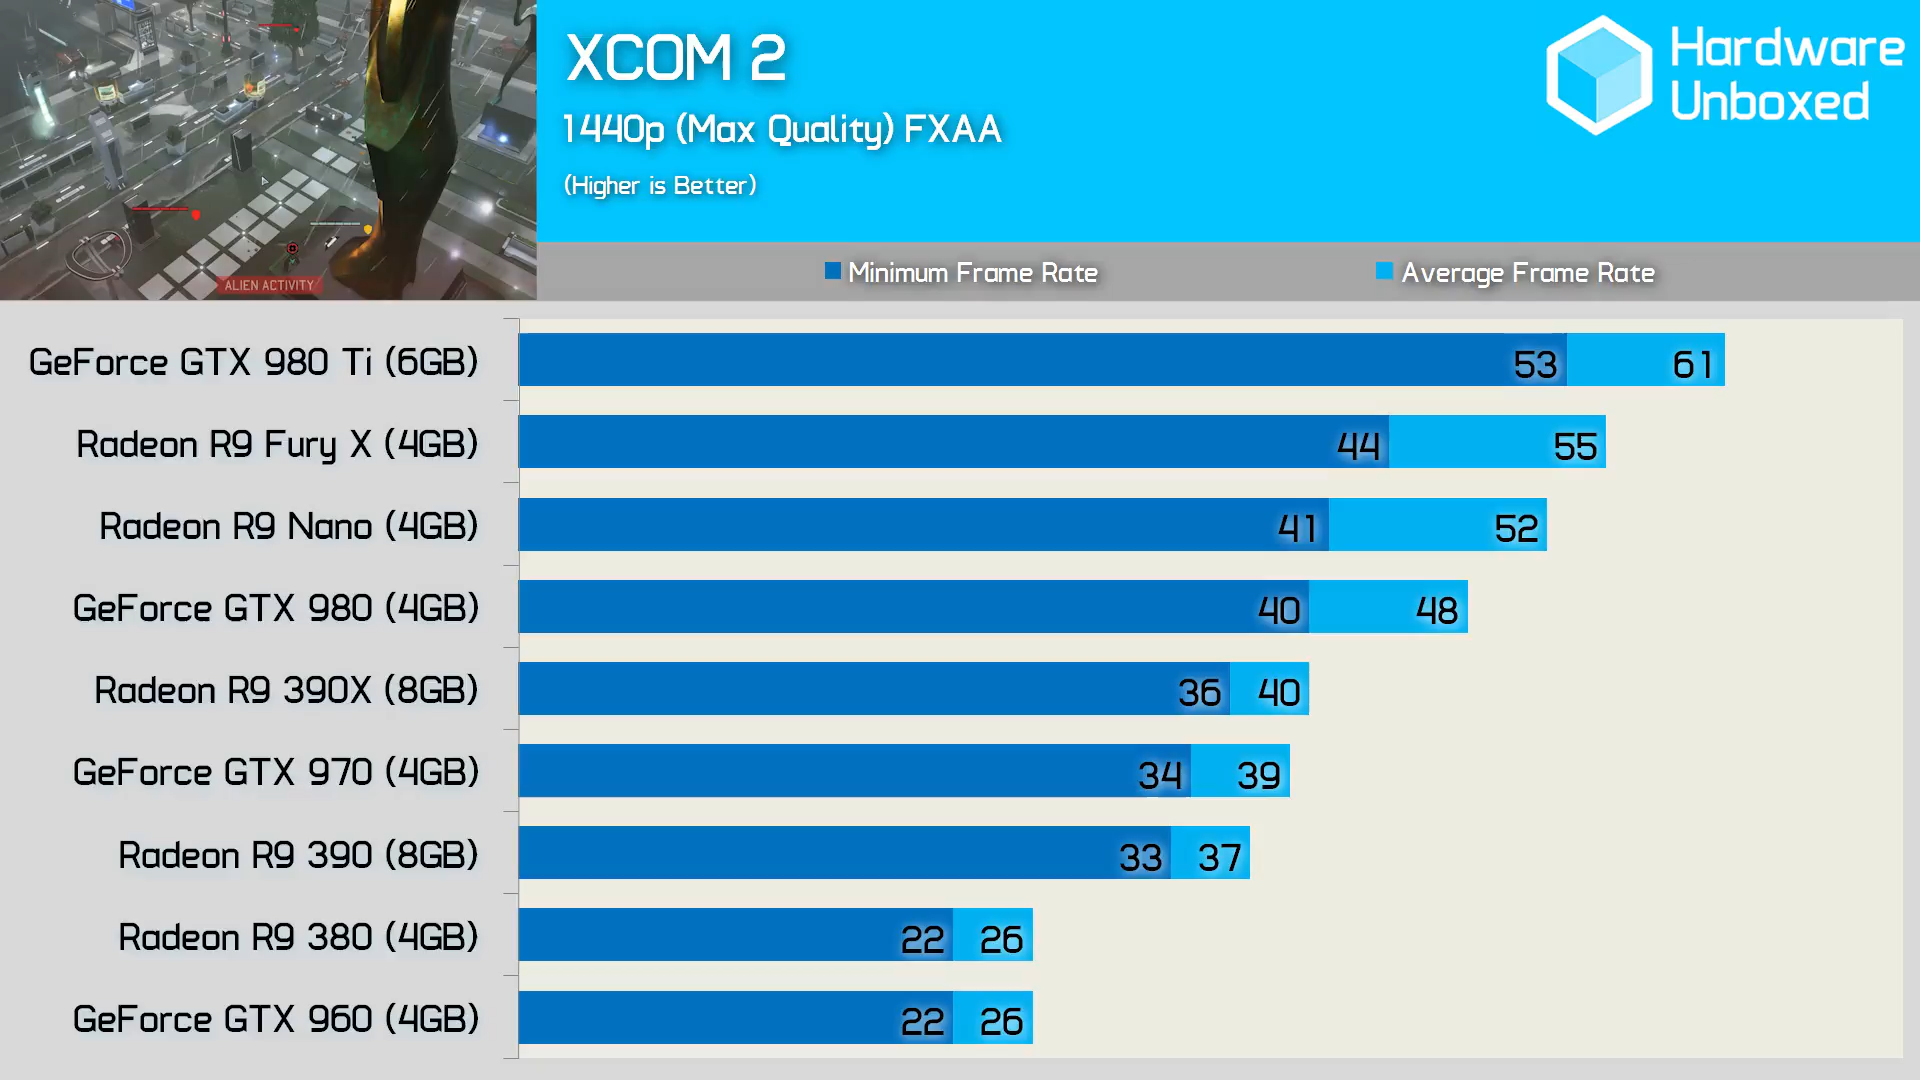 XCOM 2
1440p (Max Quality) FXAA
(Higher is Better)
Hardware
Unboxed
ALIEN ACTIVITY
Minimum Frame Rate
Average Frame Rate
GeForce GTX 980 Ti (6GB) 53 61
Radeon R9 Fury X (4GB) 44 55
Radeon R9 Nano (4GB) 41 52
GeForce GTX 980 (4GB) 40 48
Radeon R9 390X (8GB) 36 40
GeForce GTX 970 (4GB) 34 39
Radeon R9 390 (8GB) 33 37
Radeon R9 380 (4GB) 22 26
GeForce GTX 960 (4GB) 22 26